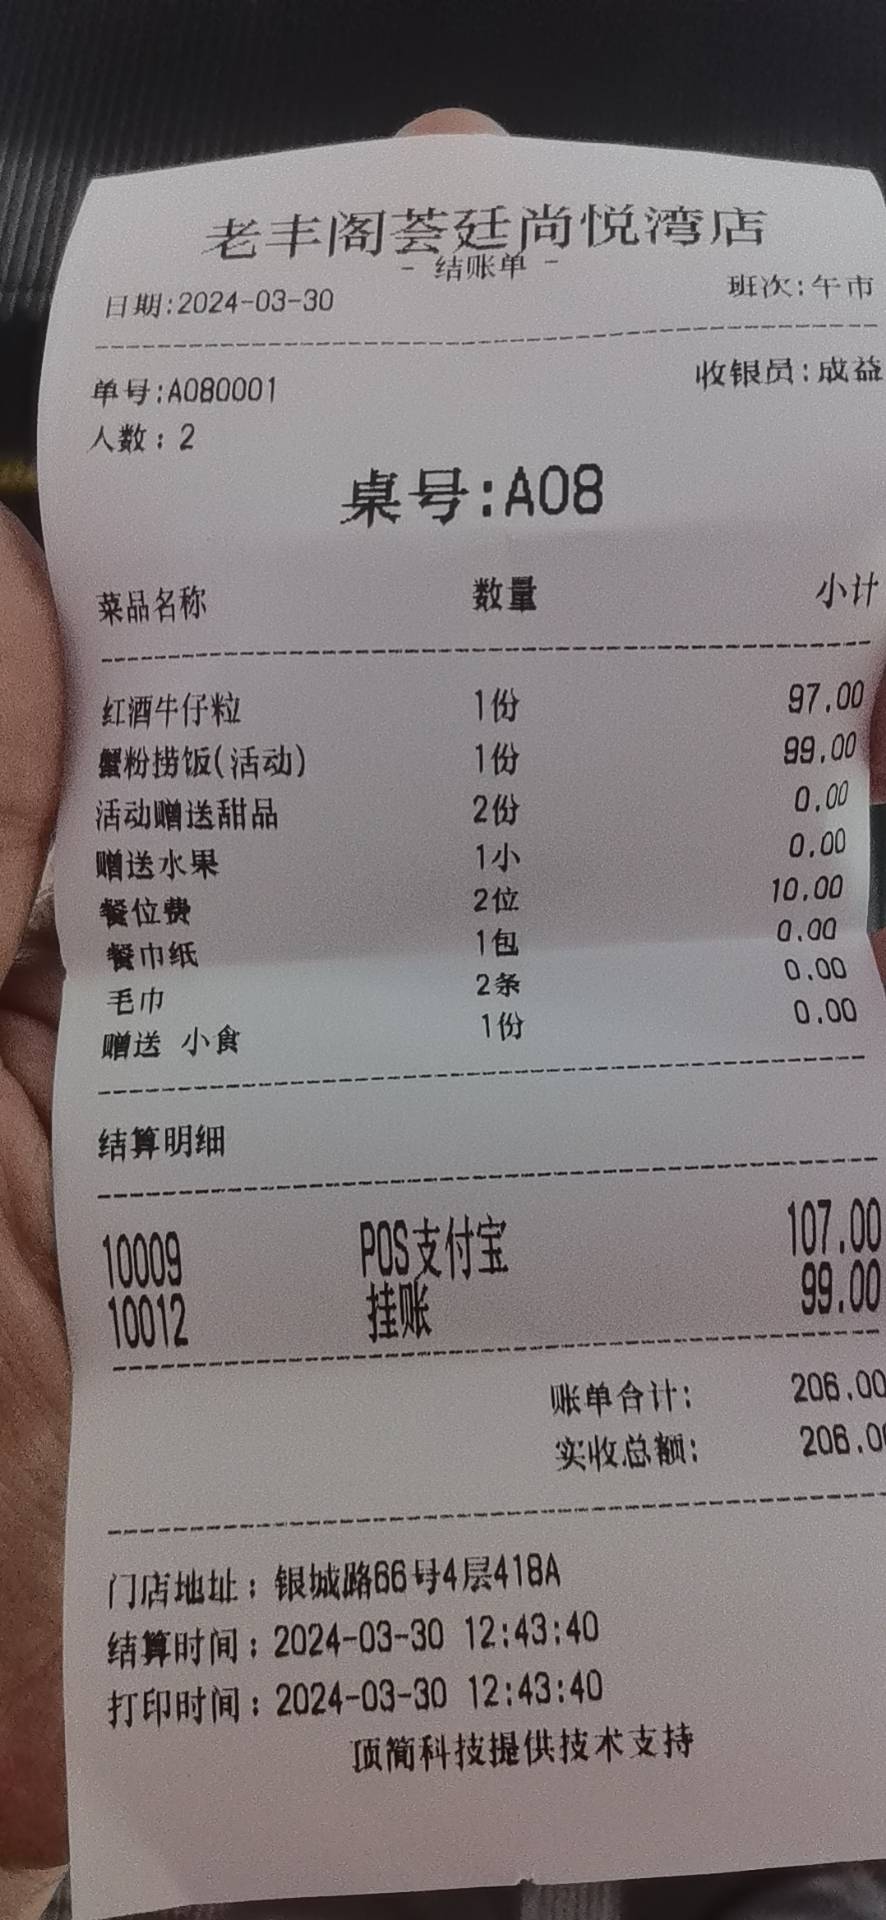 老丰阁荟廷尚悦湾店
- 结账单 -
日期:2024-03-30 班次:午市
单号:A080001 收银员:成益
人数：2
桌号:A08
菜品名称 数量 小计
红酒牛仔粒 1份 97.00
蟹粉捞饭(活动) 1份 99.00
活动赠送甜品 2份 0.00
赠送水果 1小 0.00
餐位费 2位 10.00
餐巾纸 1包 0.00
毛巾 2条 0.00
赠送 小食 1份 0.00
结算明细
10009 POS支付宝 107.00
10012 挂账 99.00
账单合计: 206.00
实收总额: 206.00
门店地址：银城路66号4层418A
结算时间：2024-03-30 12:43:40
打印时间：2024-03-30 12:43:40
顶简科技提供技术支持